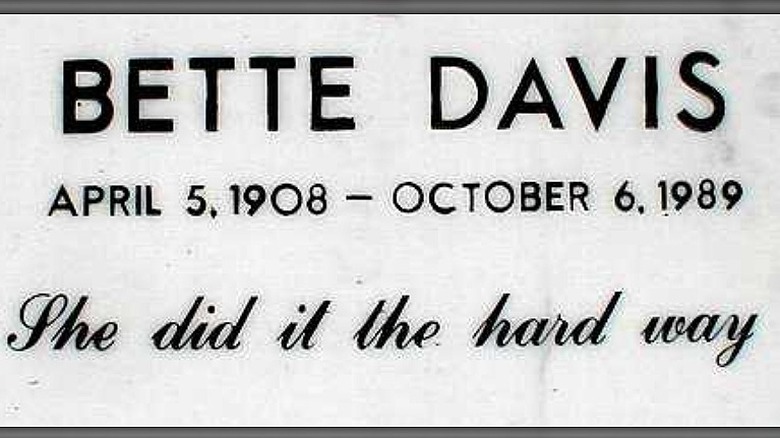 BETTE DAVIS
APRIL 5, 1908 — OCTOBER 6, 1989
She did it the hard way